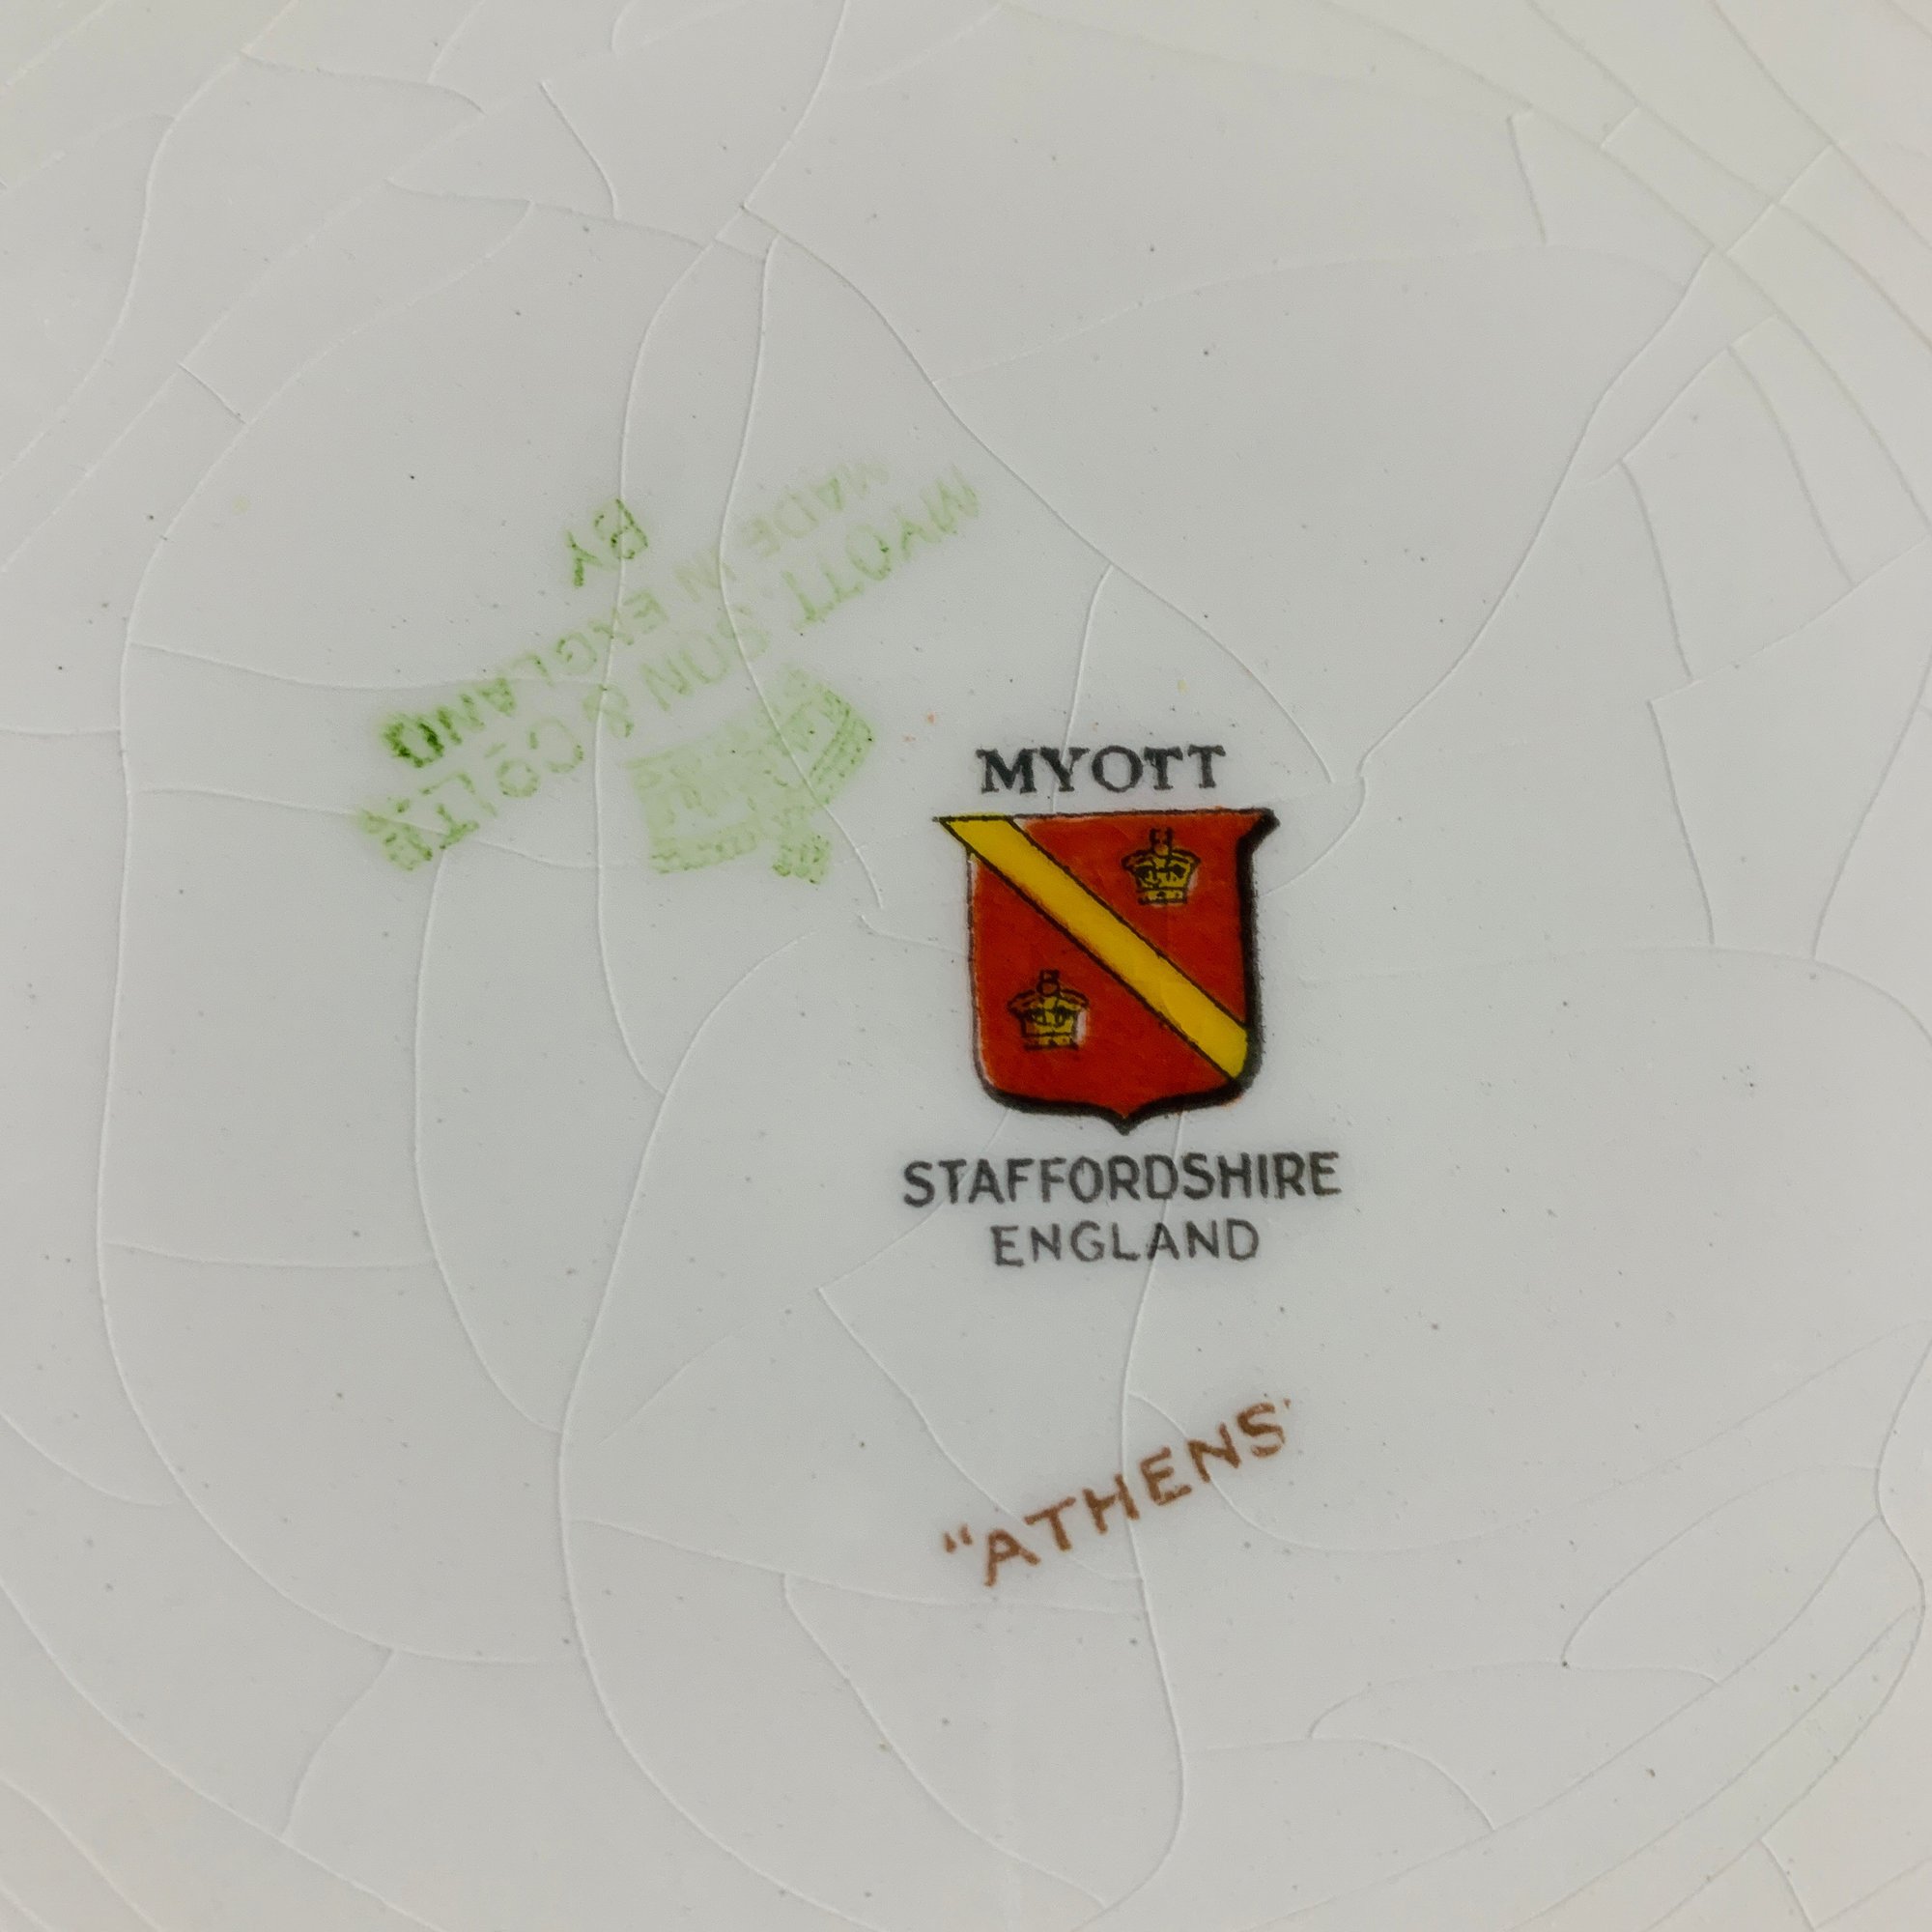 MYOTT, SON & CO. LTD
MADE IN ENGLAND
BY
MYOTT
STAFFORDSHIRE
ENGLAND
"ATHENS'